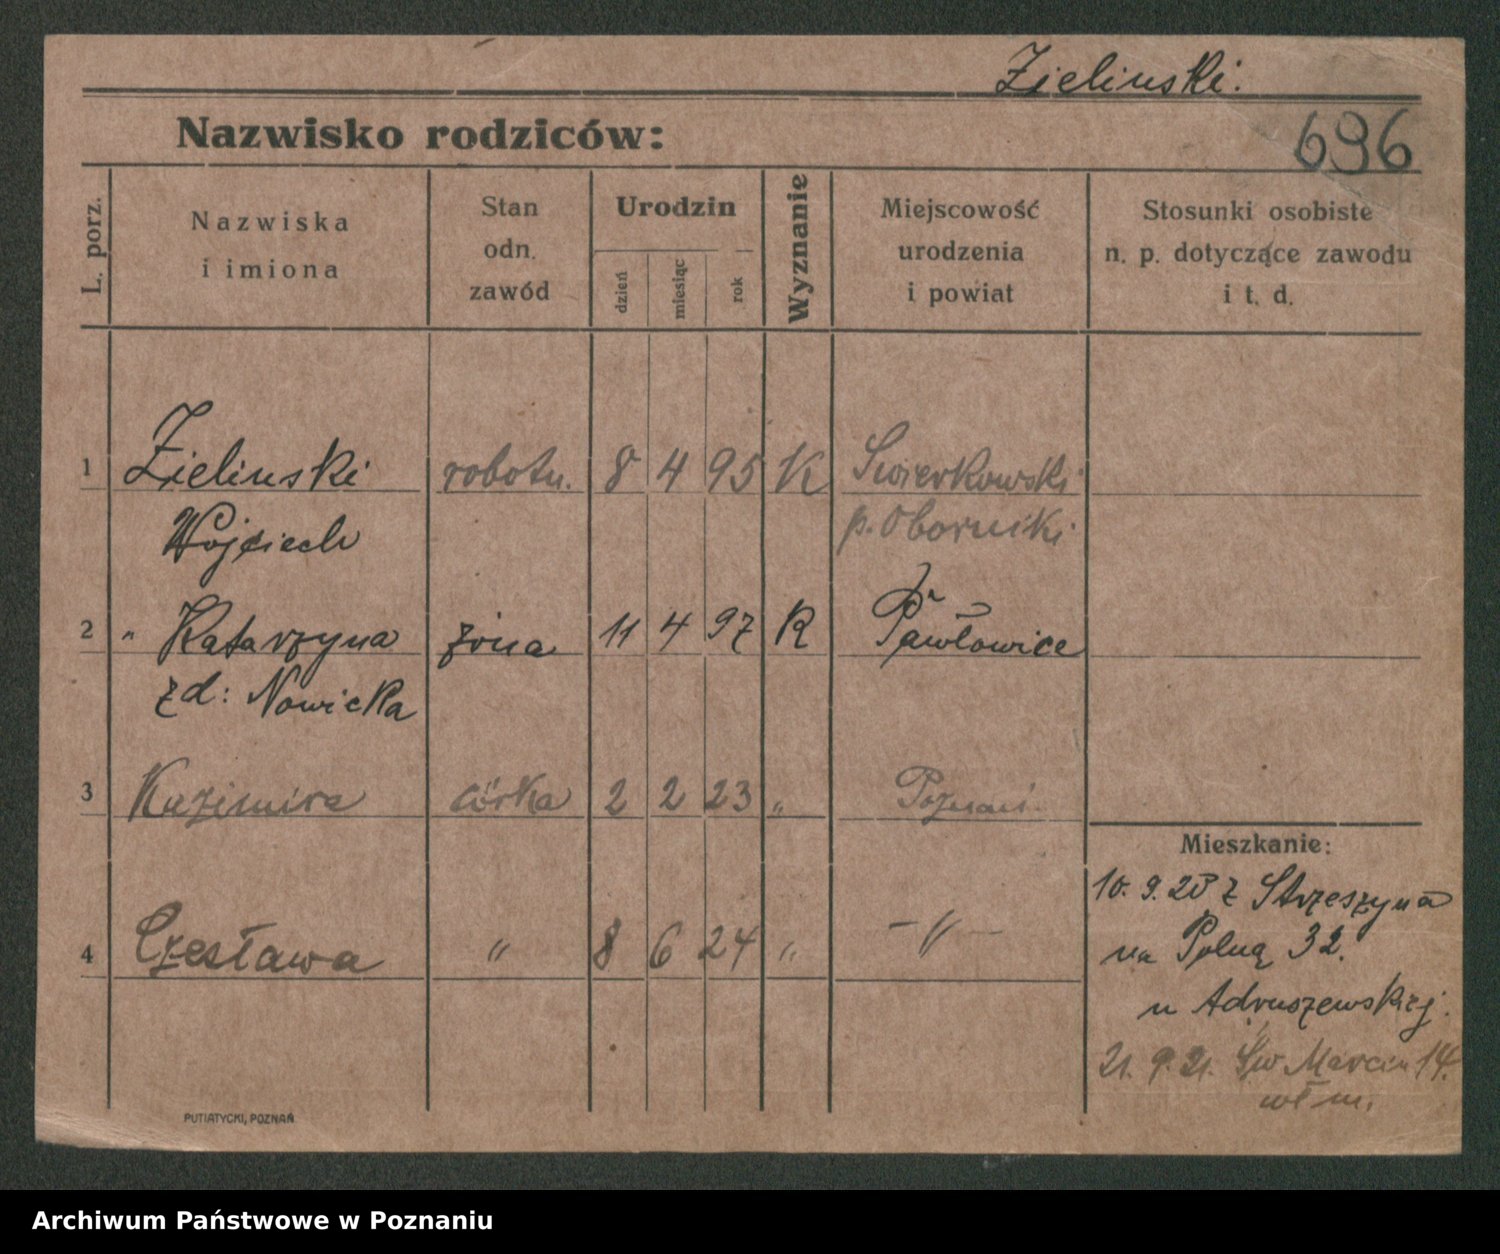 Zielinski.
Nazwisko rodziców:
696
L. porz.
Nazwiska
i imiona
Stan
odn.
zawód
Urodzin
dzień
miesiąc
rok
Wyznanie
Miejscowość
urodzenia
i powiat
Stosunki osobiste
n. p. dotyczące zawodu
i t. d.
1 Zielinski robotn. 8 4 95 K Swierkowski
Wojciech p. Oborniki
2 " Katarzyna żona 11 4 97 K Pawłowice
zd: Nowicka
3 Kazimira córka 2 2 23 " Poznań
Mieszkanie:
10. 9. 20 z Strzeszyna
na Polną 32.
4 Czesława " 8 6 24 " -"-
u Adruszewskiej.
21. 9. 21. Św Marcin 14.
wł m.
PUTIATYCKI, POZNAŃ
Archiwum Państwowe w Poznaniu